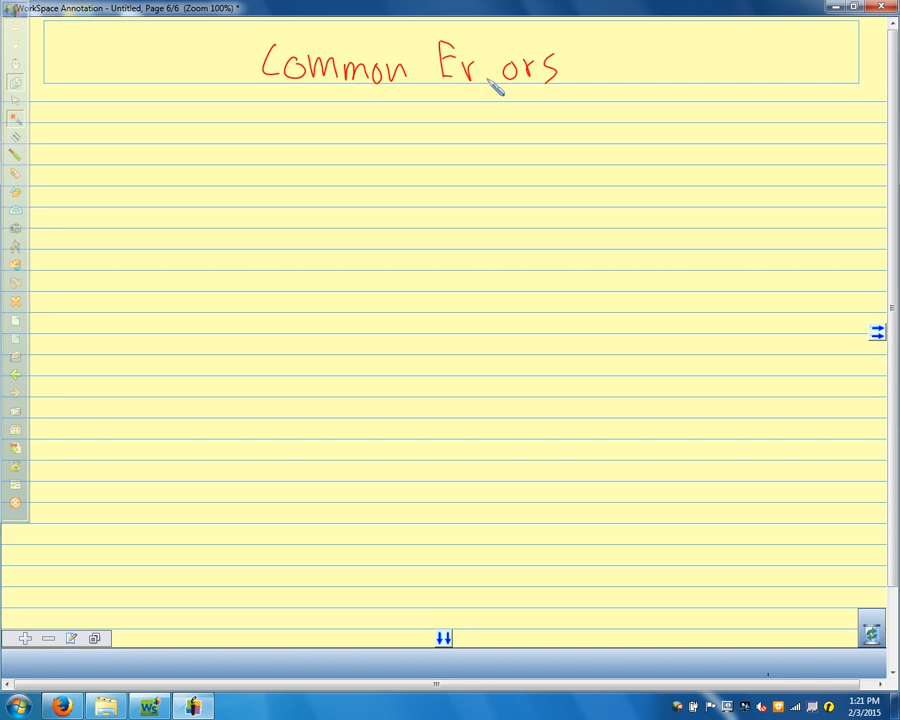 WorkSpace Annotation - Untitled, Page 6/6 (Zoom 100%) *
Common Er ors
1:21 PM
2/3/2015